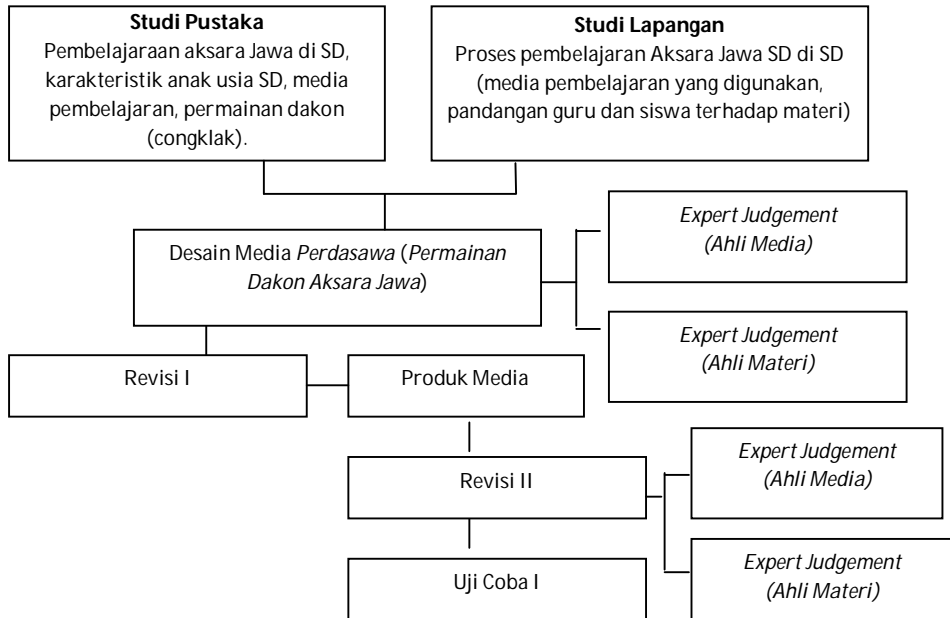 Studi Pustaka
Pembelajaraan aksara Jawa di SD,
karakteristik anak usia SD, media
pembelajaran, permainan dakon
(congklak).
Studi Lapangan
Proses pembelajaran Aksara Jawa SD di SD
(media pembelajaran yang digunakan,
pandangan guru dan siswa terhadap materi)
Desain Media Perdasawa (Permainan
Dakon Aksara Jawa)
Expert Judgement
(Ahli Media)
Expert Judgement
(Ahli Materi)
Revisi I
Produk Media
Revisi II
Expert Judgement
(Ahli Media)
Expert Judgement
(Ahli Materi)
Uji Coba I